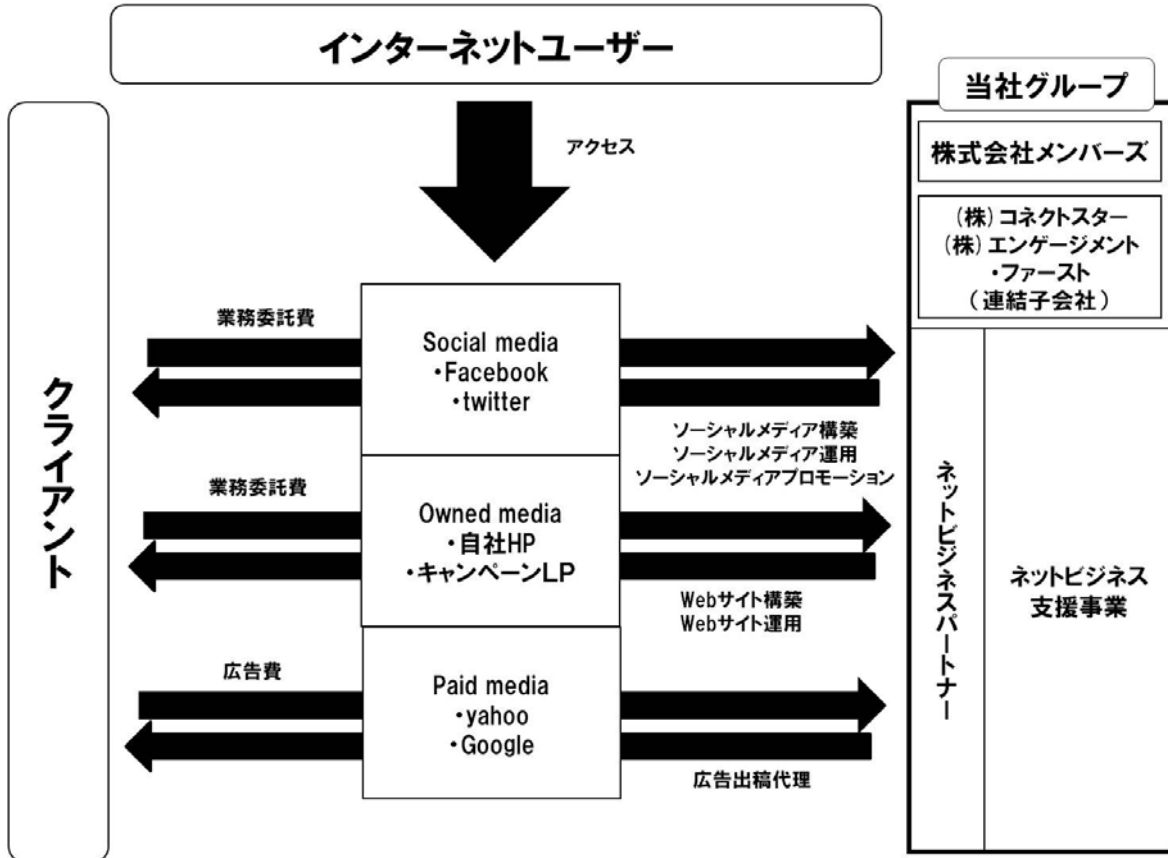 インターネットユーザー
アクセス
クライアント
業務委託費
Social media
・Facebook
・twitter
ソーシャルメディア構築
ソーシャルメディア運用
ソーシャルメディアプロモーション
業務委託費
Owned media
・自社HP
・キャンペーンLP
Webサイト構築
Webサイト運用
広告費
Paid media
・yahoo
・Google
広告出稿代理
当社グループ
株式会社メンバーズ
(株)コネクトスター
(株)エンゲージメント
・ファースト
(連結子会社)
ネットビジネスパートナー
ネットビジネス
支援事業